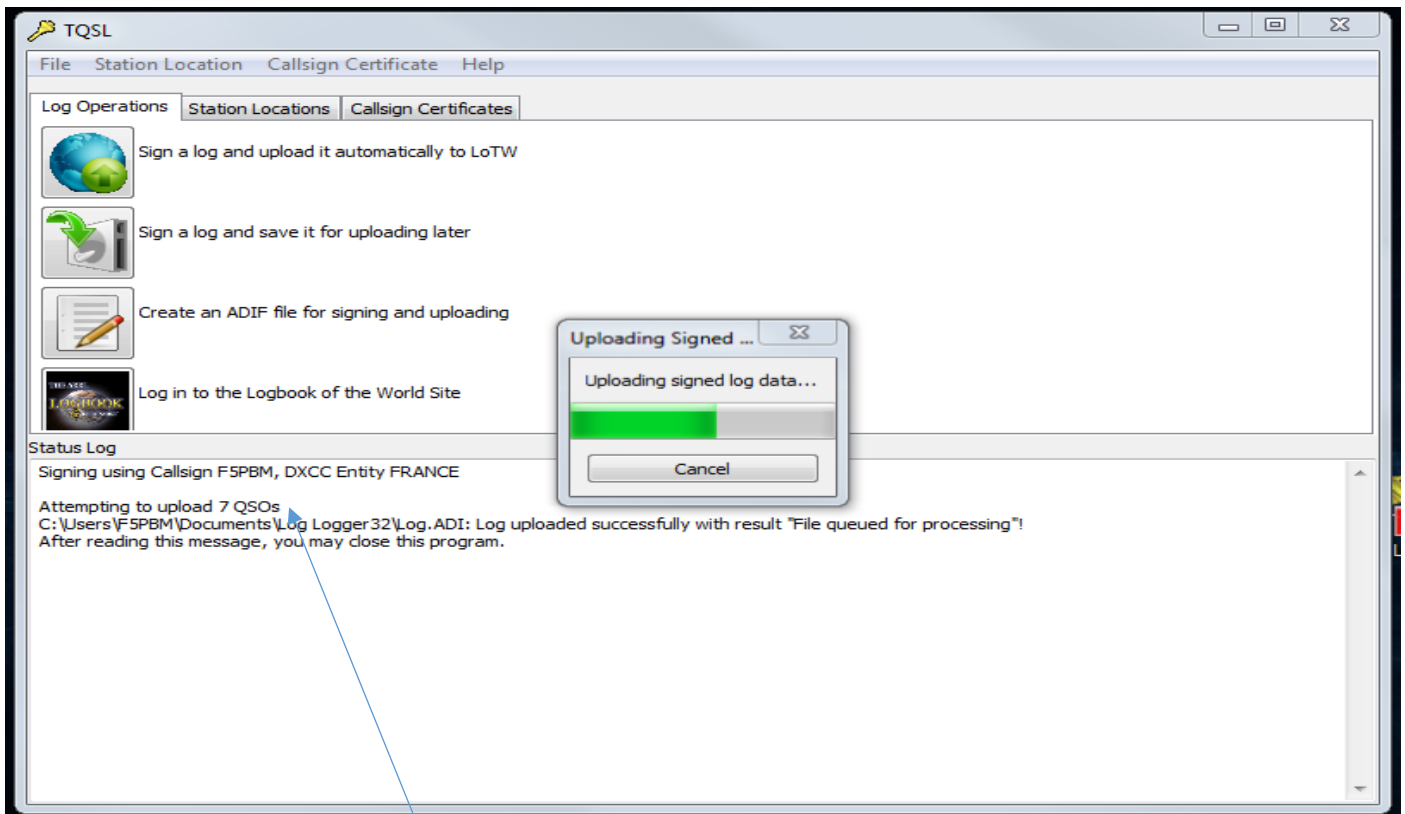 TQSL
File Station Location Callsign Certificate Help
Log Operations Station Locations Callsign Certificates
Sign a log and upload it automatically to LoTW
Sign a log and save it for uploading later
Create an ADIF file for signing and uploading
LOGBOOK
Log in to the Logbook of the World Site
Uploading Signed ...
Uploading signed log data...
Cancel
Status Log
Signing using Callsign F5PBM, DXCC Entity FRANCE
Attempting to upload 7 QSOs
C:\Users\F5PBM\Documents\Log Logger32\Log.ADI: Log uploaded successfully with result "File queued for processing"!
After reading this message, you may close this program.